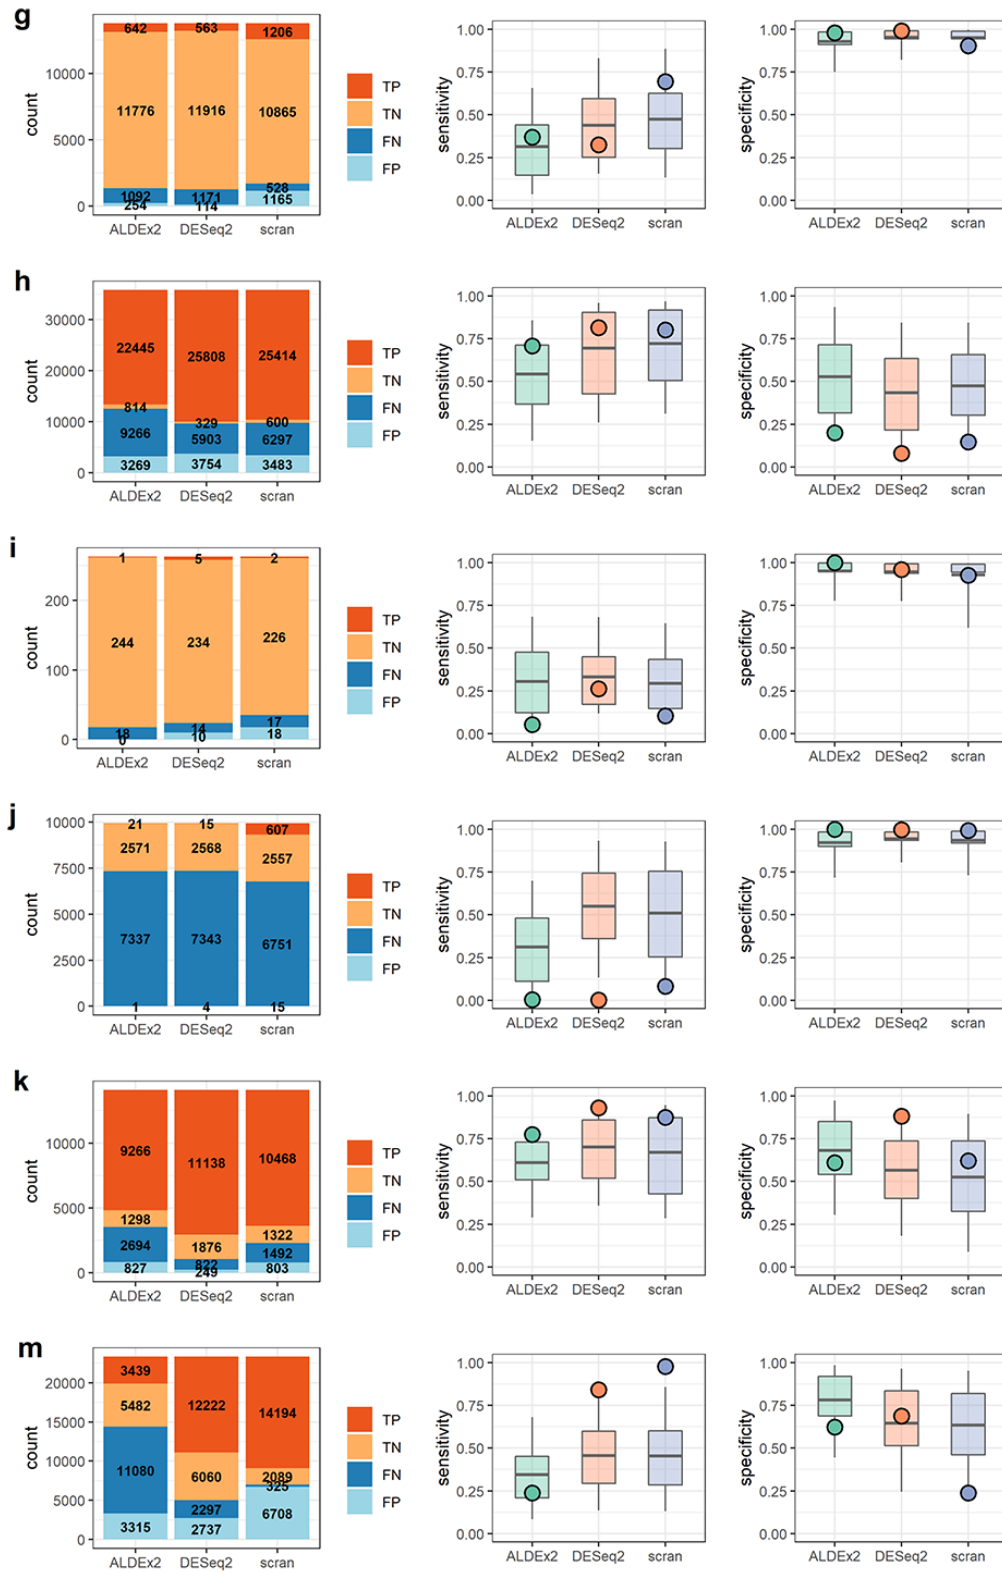 g
count
10000
5000
0
642
563
1206
11776
11916
10865
1092
1171
528
254
114
1165
ALDEx2
DESeq2
scran
TP
TN
FN
FP
sensitivity
1.00
0.75
0.50
0.25
0.00
ALDEx2
DESeq2
scran
specificity
1.00
0.75
0.50
0.25
0.00
ALDEx2
DESeq2
scran
h
count
30000
20000
10000
0
22445
25808
25414
814
329
600
9266
5903
6297
3269
3754
3483
ALDEx2
DESeq2
scran
TP
TN
FN
FP
sensitivity
1.00
0.75
0.50
0.25
0.00
ALDEx2
DESeq2
scran
specificity
1.00
0.75
0.50
0.25
0.00
ALDEx2
DESeq2
scran
i
count
200
100
0
1
5
2
244
234
226
18
14
17
0
10
18
ALDEx2
DESeq2
scran
TP
TN
FN
FP
sensitivity
1.00
0.75
0.50
0.25
0.00
ALDEx2
DESeq2
scran
specificity
1.00
0.75
0.50
0.25
0.00
ALDEx2
DESeq2
scran
j
count
10000
7500
5000
2500
0
21
15
607
2571
2568
2557
7337
7343
6751
1
4
15
ALDEx2
DESeq2
scran
TP
TN
FN
FP
sensitivity
1.00
0.75
0.50
0.25
0.00
ALDEx2
DESeq2
scran
specificity
1.00
0.75
0.50
0.25
0.00
ALDEx2
DESeq2
scran
k
count
10000
5000
0
9266
11138
10468
1298
1876
1322
2694
822
1492
827
249
803
ALDEx2
DESeq2
scran
TP
TN
FN
FP
sensitivity
1.00
0.75
0.50
0.25
0.00
ALDEx2
DESeq2
scran
specificity
1.00
0.75
0.50
0.25
0.00
ALDEx2
DESeq2
scran
m
count
20000
15000
10000
5000
0
3439
12222
14194
5482
6060
2089
11080
2297
325
3315
2737
6708
ALDEx2
DESeq2
scran
TP
TN
FN
FP
sensitivity
1.00
0.75
0.50
0.25
0.00
ALDEx2
DESeq2
scran
specificity
1.00
0.75
0.50
0.25
0.00
ALDEx2
DESeq2
scran